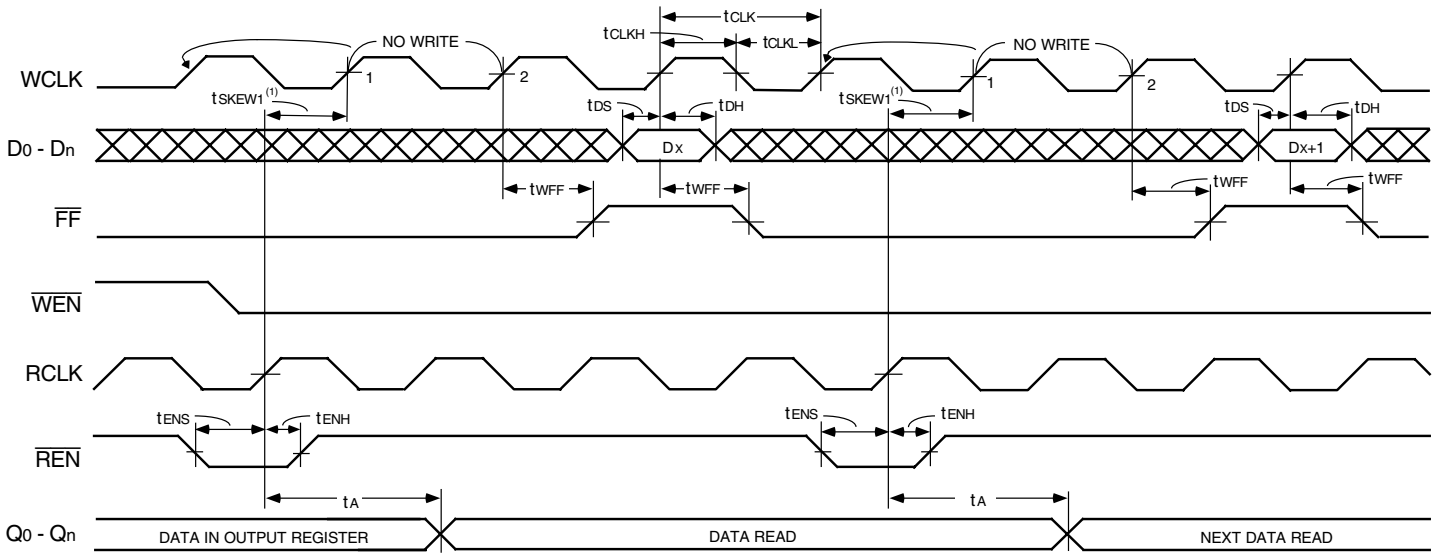 tCLK
NO WRITE tCLKH tCLKL NO WRITE
WCLK 1 2 1 2
tSKEW1(1) tDS tDH tSKEW1(1) tDS tDH
D0 - Dn DX DX+1
tWFF tWFF tWFF tWFF
FF
WEN
RCLK
tENS tENH tENS tENH
REN
tA tA
Q0 - Qn DATA IN OUTPUT REGISTER DATA READ NEXT DATA READ